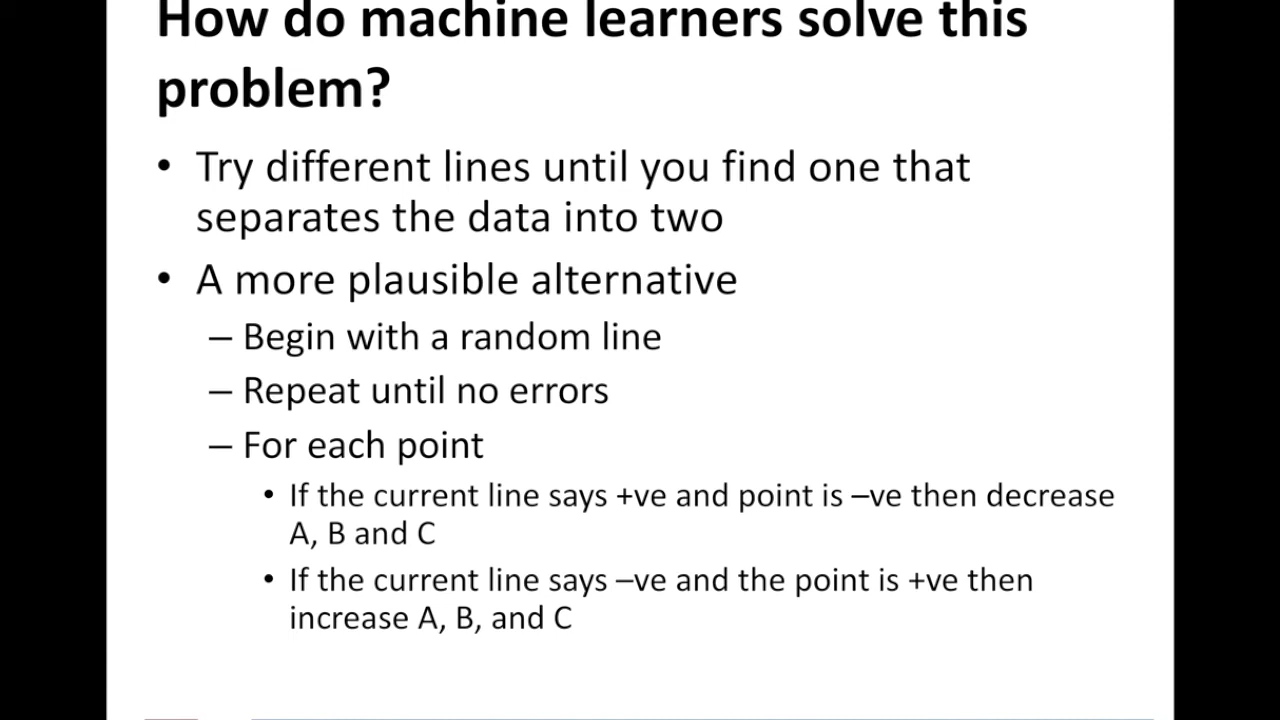 How do machine learners solve this
problem?
• Try different lines until you find one that
separates the data into two
• A more plausible alternative
– Begin with a random line
– Repeat until no errors
– For each point
• If the current line says +ve and point is –ve then decrease
A, B and C
• If the current line says –ve and the point is +ve then
increase A, B, and C